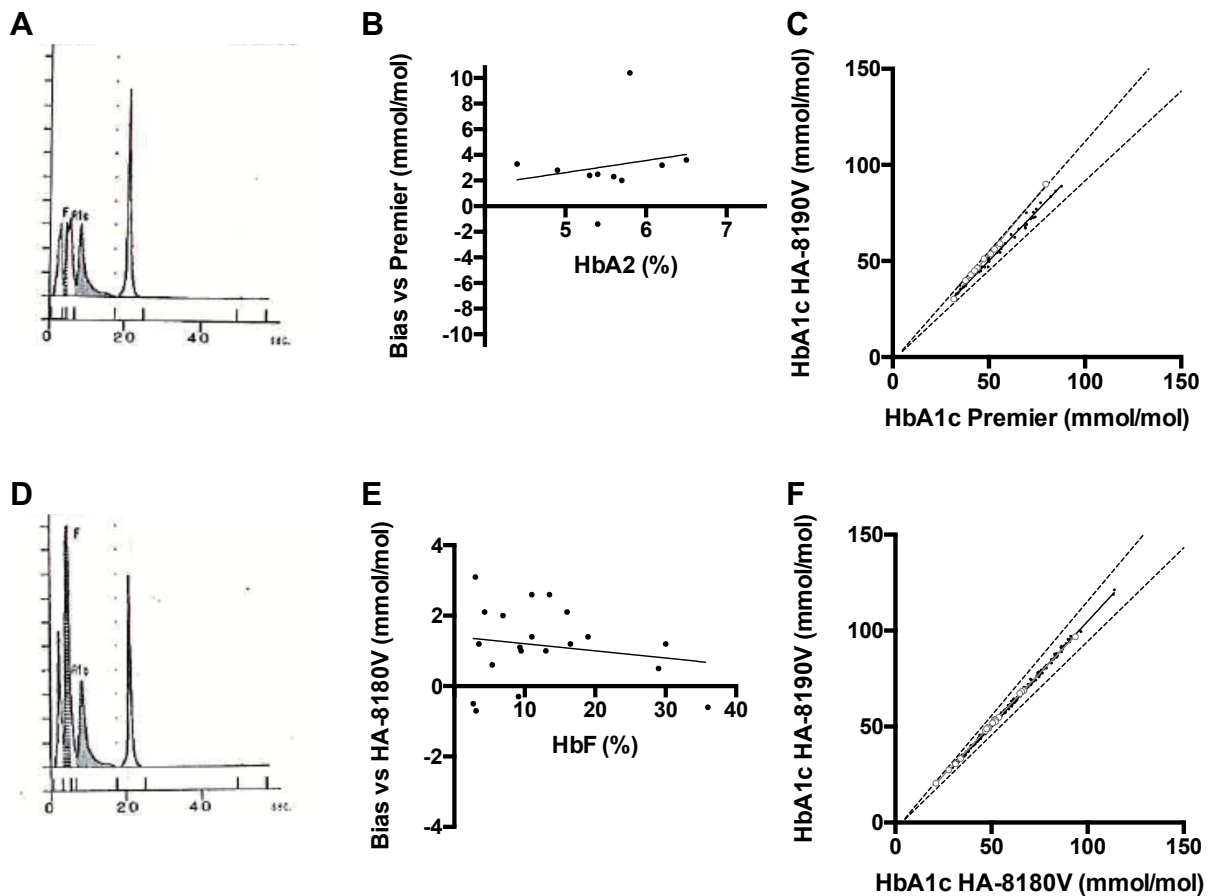 A
F A1c
0 20 40 sec.
B
Bias vs Premier (mmol/mol)
10
8
6
4
2
0
-2
-4
-6
-8
-10
5 6 7
HbA2 (%)
C
HbA1c HA-8190V (mmol/mol)
150
100
50
0
0 50 100 150
HbA1c Premier (mmol/mol)
D
F
A1c
0 20 40 sec.
E
Bias vs HA-8180V (mmol/mol)
4
2
0
-2
-4
10 20 30 40
HbF (%)
F
HbA1c HA-8190V (mmol/mol)
150
100
50
0
0 50 100 150
HbA1c HA-8180V (mmol/mol)